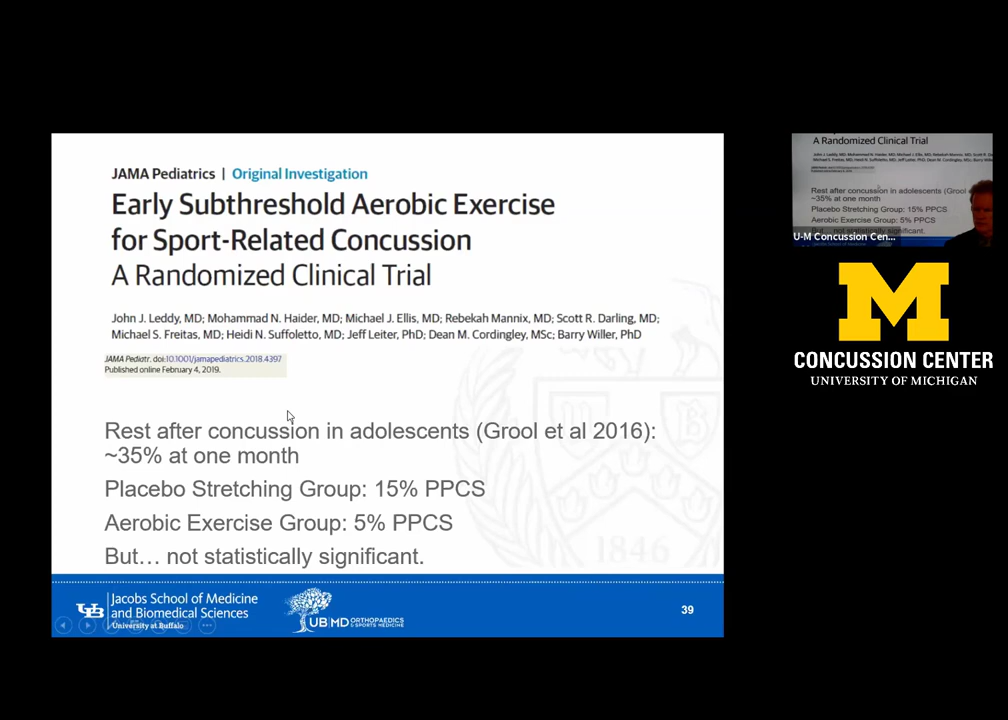 JAMA Pediatrics | Original Investigation
Early Subthreshold Aerobic Exercise
for Sport-Related Concussion
A Randomized Clinical Trial
John J. Leddy, MD; Mohammad N. Haider, MD; Michael J. Ellis, MD; Rebekah Mannix, MD; Scott R. Darling, MD;
Michael S. Freitas, MD; Heidi N. Suffoletto, MD; Jeff Leiter, PhD; Dean M. Cordingley, MSc; Barry Willer, PhD
JAMA Pediatr. doi:10.1001/jamapediatrics.2018.4397
Published online February 4, 2019.
Rest after concussion in adolescents (Grool et al 2016):
~35% at one month
Placebo Stretching Group: 15% PPCS
Aerobic Exercise Group: 5% PPCS
But… not statistically significant.
1846
UB
Jacobs School of Medicine
and Biomedical Sciences
University at Buffalo
UB|MD ORTHOPAEDICS
& SPORTS MEDICINE
39
A Randomized Clinical Trial
Rest after concussion in adolescents (Grool
~35% at one month
Placebo Stretching Group: 15% PPCS
Aerobic Exercise Group: 5% PPCS
But... not statistically significant.
U-M Concussion Cen...
M
CONCUSSION CENTER
UNIVERSITY OF MICHIGAN